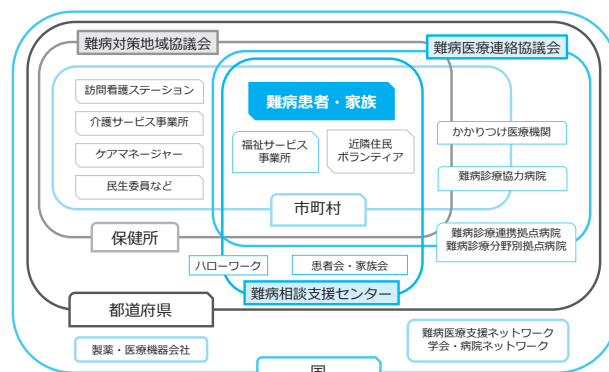 難病対策地域協議会
難病医療連絡協議会
訪問看護ステーション
介護サービス事業所
ケアマネージャー
民生委員など
難病患者・家族
福祉サービス
事業所
近隣住民
ボランティア
かかりつけ医療機関
難病診療協力病院
市町村
保健所
難病診療連携拠点病院
難病診療分野別拠点病院
ハローワーク
患者会・家族会
難病相談支援センター
都道府県
製薬・医療機器会社
難病医療支援ネットワーク
学会・病院ネットワーク
国